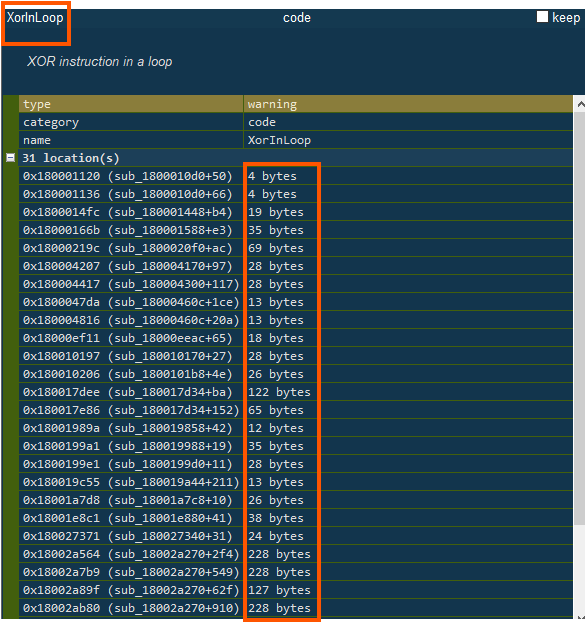 XorInLoop code keep
XOR instruction in a loop
type warning
category code
name XorInLoop
31 location(s)
0x180001120 (sub_1800010d0+50) 4 bytes
0x180001136 (sub_1800010d0+66) 4 bytes
0x1800014fc (sub_180001448+b4) 19 bytes
0x18000166b (sub_180001588+e3) 35 bytes
0x18000219c (sub_1800020f0+ac) 69 bytes
0x180004207 (sub_180004170+97) 28 bytes
0x180004417 (sub_180004300+117) 28 bytes
0x1800047da (sub_18000460c+1ce) 13 bytes
0x180004816 (sub_18000460c+20a) 13 bytes
0x18000ef11 (sub_18000eeac+65) 18 bytes
0x180010197 (sub_180010170+27) 28 bytes
0x180010206 (sub_1800101b8+4e) 26 bytes
0x180017dee (sub_180017d34+ba) 122 bytes
0x180017e86 (sub_180017d34+152) 65 bytes
0x18001989a (sub_180019858+42) 12 bytes
0x1800199a1 (sub_180019988+19) 35 bytes
0x1800199e1 (sub_1800199d0+11) 28 bytes
0x180019c55 (sub_180019a44+211) 13 bytes
0x18001a7d8 (sub_18001a7c8+10) 26 bytes
0x18001e8c1 (sub_18001e880+41) 38 bytes
0x180027371 (sub_180027340+31) 24 bytes
0x18002a564 (sub_18002a270+2f4) 228 bytes
0x18002a7b9 (sub_18002a270+549) 228 bytes
0x18002a89f (sub_18002a270+62f) 127 bytes
0x18002ab80 (sub_18002a270+910) 228 bytes